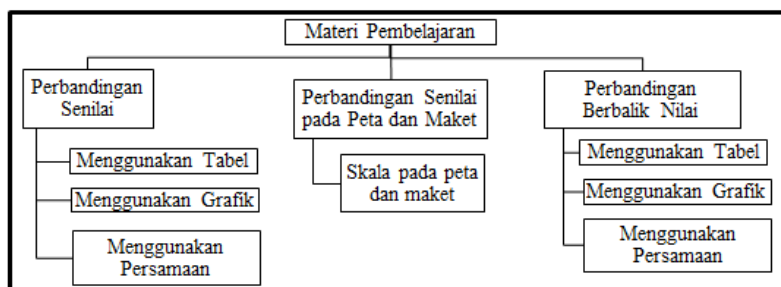 Materi Pembelajaran
Perbandingan
Senilai
Menggunakan Tabel
Menggunakan Grafik
Menggunakan
Persamaan
Perbandingan Senilai
pada Peta dan Maket
Skala pada peta
dan maket
Perbandingan
Berbalik Nilai
Menggunakan Tabel
Menggunakan Grafik
Menggunakan
Persamaan